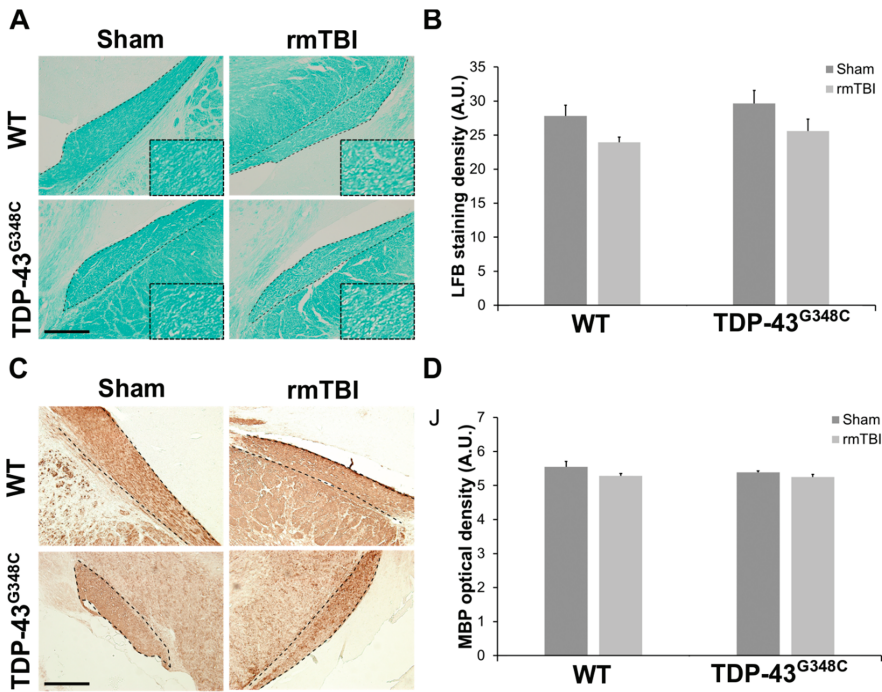 A
Sham
rmTBI
WT
TDP-43G348C
B
LFB staining density (A.U.)
35
30
25
20
15
10
5
0
WT
TDP-43G348C
Sham
rmTBI
C
Sham
rmTBI
WT
TDP-43G348C
D
J
MBP optical density (A.U.)
7
6
5
4
3
2
1
0
WT
TDP-43G348C
Sham
rmTBI